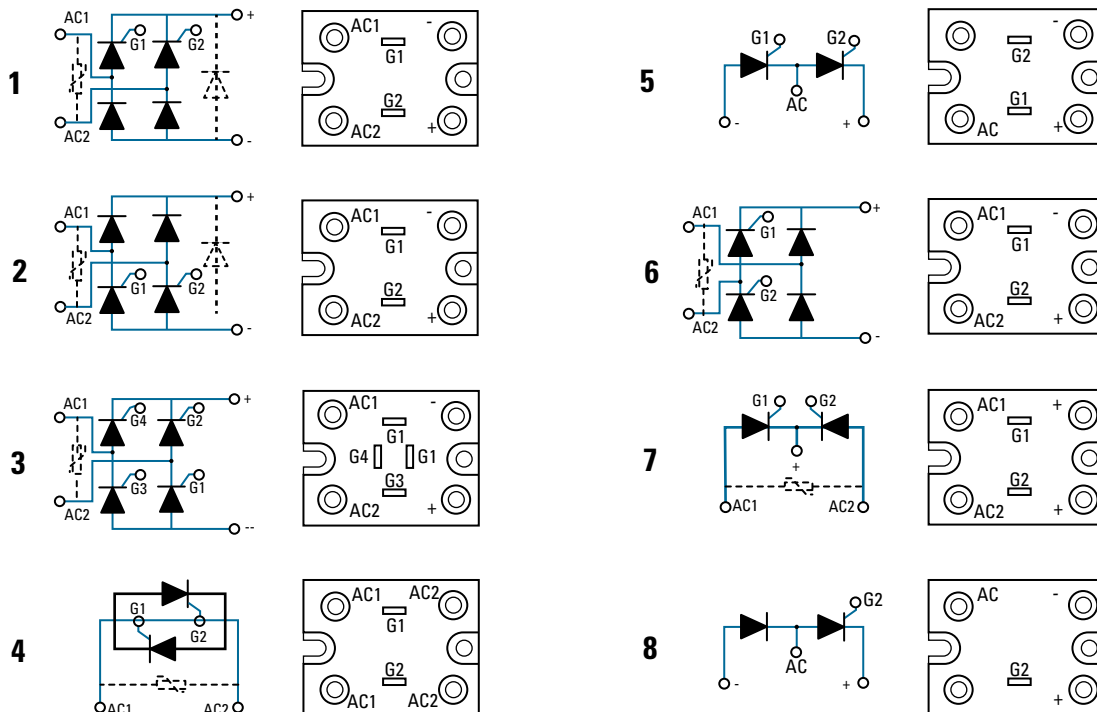 1
AC1
G1
G2
+
AC2
-
AC1
-
G1
G2
AC2
+
2
AC1
+
G1
G2
AC2
-
AC1
-
G1
G2
AC2
+
3
AC1
+
G4
G2
G3
G1
AC2
--
AC1
-
G1
G4
G1
G3
AC2
+
4
G1
G2
AC1
AC2
AC1
AC2
G1
G2
AC1
AC2
5
G1
G2
AC
-
+
-
G2
G1
AC
+
6
AC1
+
G1
G2
AC2
-
AC1
-
G1
G2
AC2
+
7
G1
G2
+
AC1
AC2
AC1
+
G1
G2
AC2
+
8
G2
AC
-
+
AC
-
G2
+